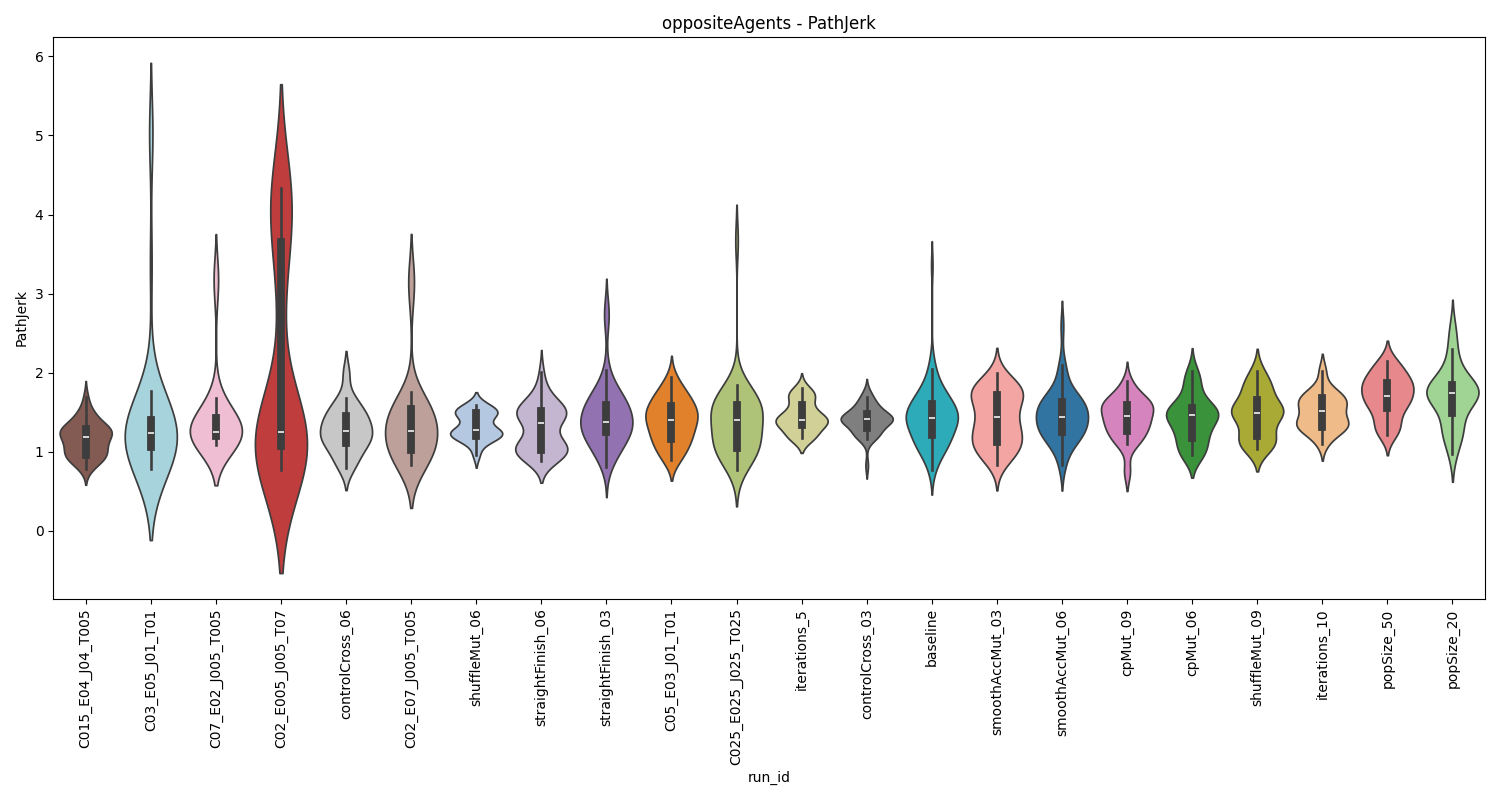 oppositeAgents - PathJerk
PathJerk
6
5
4
3
2
1
0
C015_E04_J04_T005
C03_E05_J01_T01
C07_E02_J005_T005
C02_E005_J005_T07
controlCross_06
C02_E07_J005_T005
shuffleMut_06
straightFinish_06
straightFinish_03
C05_E03_J01_T01
C025_E025_J025_T025
iterations_5
controlCross_03
baseline
smoothAccMut_03
smoothAccMut_06
cpMut_09
cpMut_06
shuffleMut_09
iterations_10
popSize_50
popSize_20
run_id